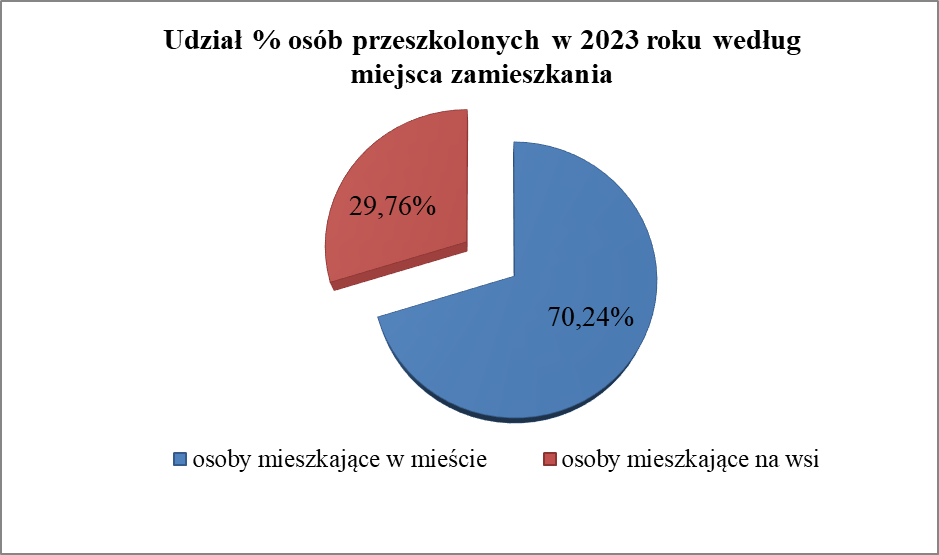 Udział % osób przeszkolonych w 2023 roku według
miejsca zamieszkania
29,76%
70,24%
osoby mieszkające w mieście
osoby mieszkające na wsi